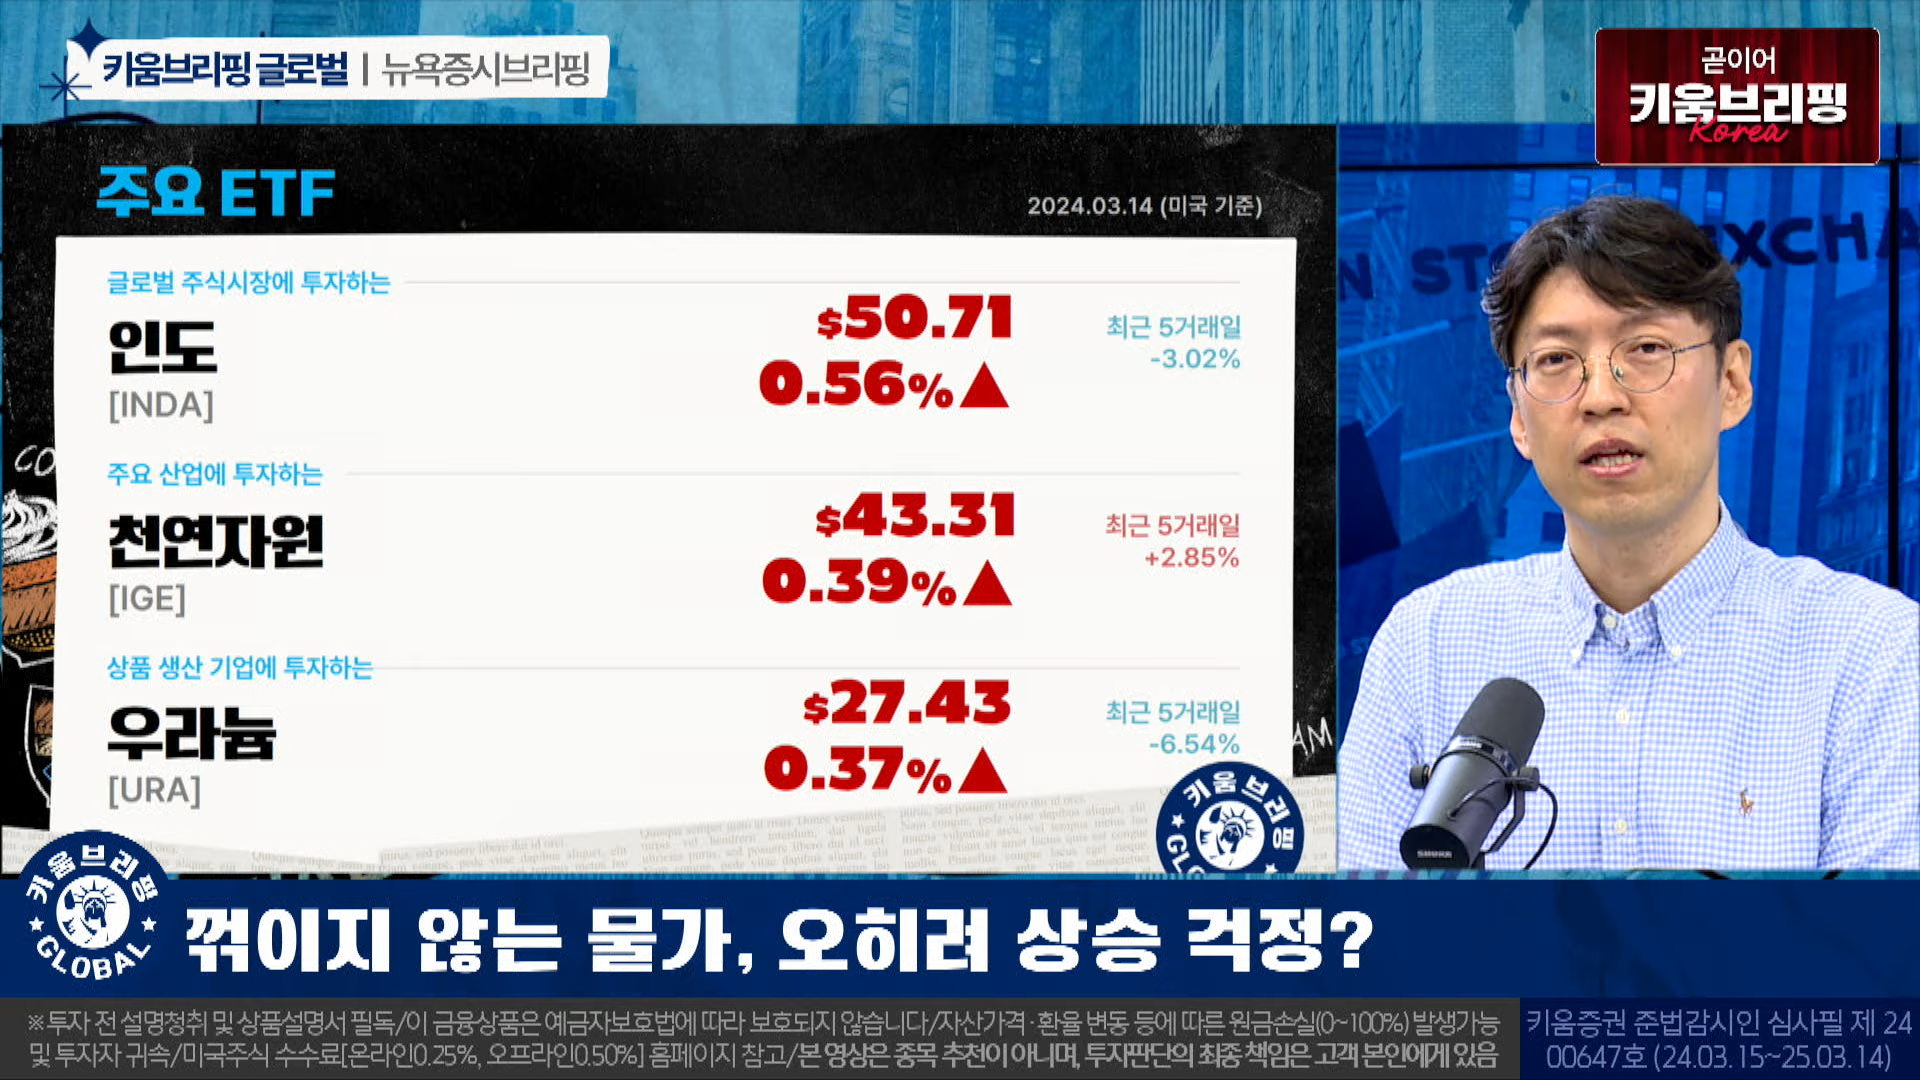 키움브리핑 글로벌 | 뉴욕증시브리핑
곧이어
키움브리핑
Korea
주요 ETF
2024.03.14 (미국 기준)
글로벌 주식시장에 투자하는
인도
[INDA]
$50.71
0.56%▲
최근 5거래일
-3.02%
주요 산업에 투자하는
천연자원
[IGE]
$43.31
0.39%▲
최근 5거래일
+2.85%
상품 생산 기업에 투자하는
우라늄
[URA]
$27.43
0.37%▲
최근 5거래일
-6.54%
CO
AM
STO EXCHA
키움브리핑
GLO
SHURE
키움브리핑
GLOBAL
꺾이지 않는 물가, 오히려 상승 걱정?
※투자 전 설명청취 및 상품설명서 필독/이 금융상품은 예금자보호법에 따라 보호되지 않습니다/자산가격·환율 변동 등에 따른 원금손실(0~100%) 발생가능
및 투자자 귀속/미국주식 수수료[온라인0.25%, 오프라인0.50%] 홈페이지 참고/본 영상은 종목 추천이 아니며, 투자판단의 최종 책임은 고객 본인에게 있음
키움증권 준법감시인 심사필 제 24
00647호 (24.03.15~25.03.14)